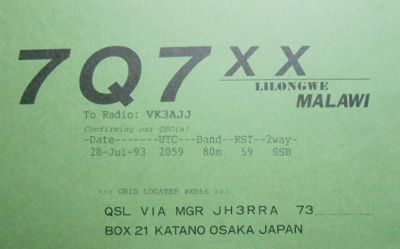 7Q7XX
LILONGWE
MALAWI
To Radio: VK3AJJ
Confirming our QSO(s)
-Date-------UTC---Band--RST--2way-
28-Jul-93 2059 80m 59 SSB
<<< GRID LOCATER #KH66 >>>
QSL VIA MGR JH3RRA 73
BOX 21 KATANO OSAKA JAPAN